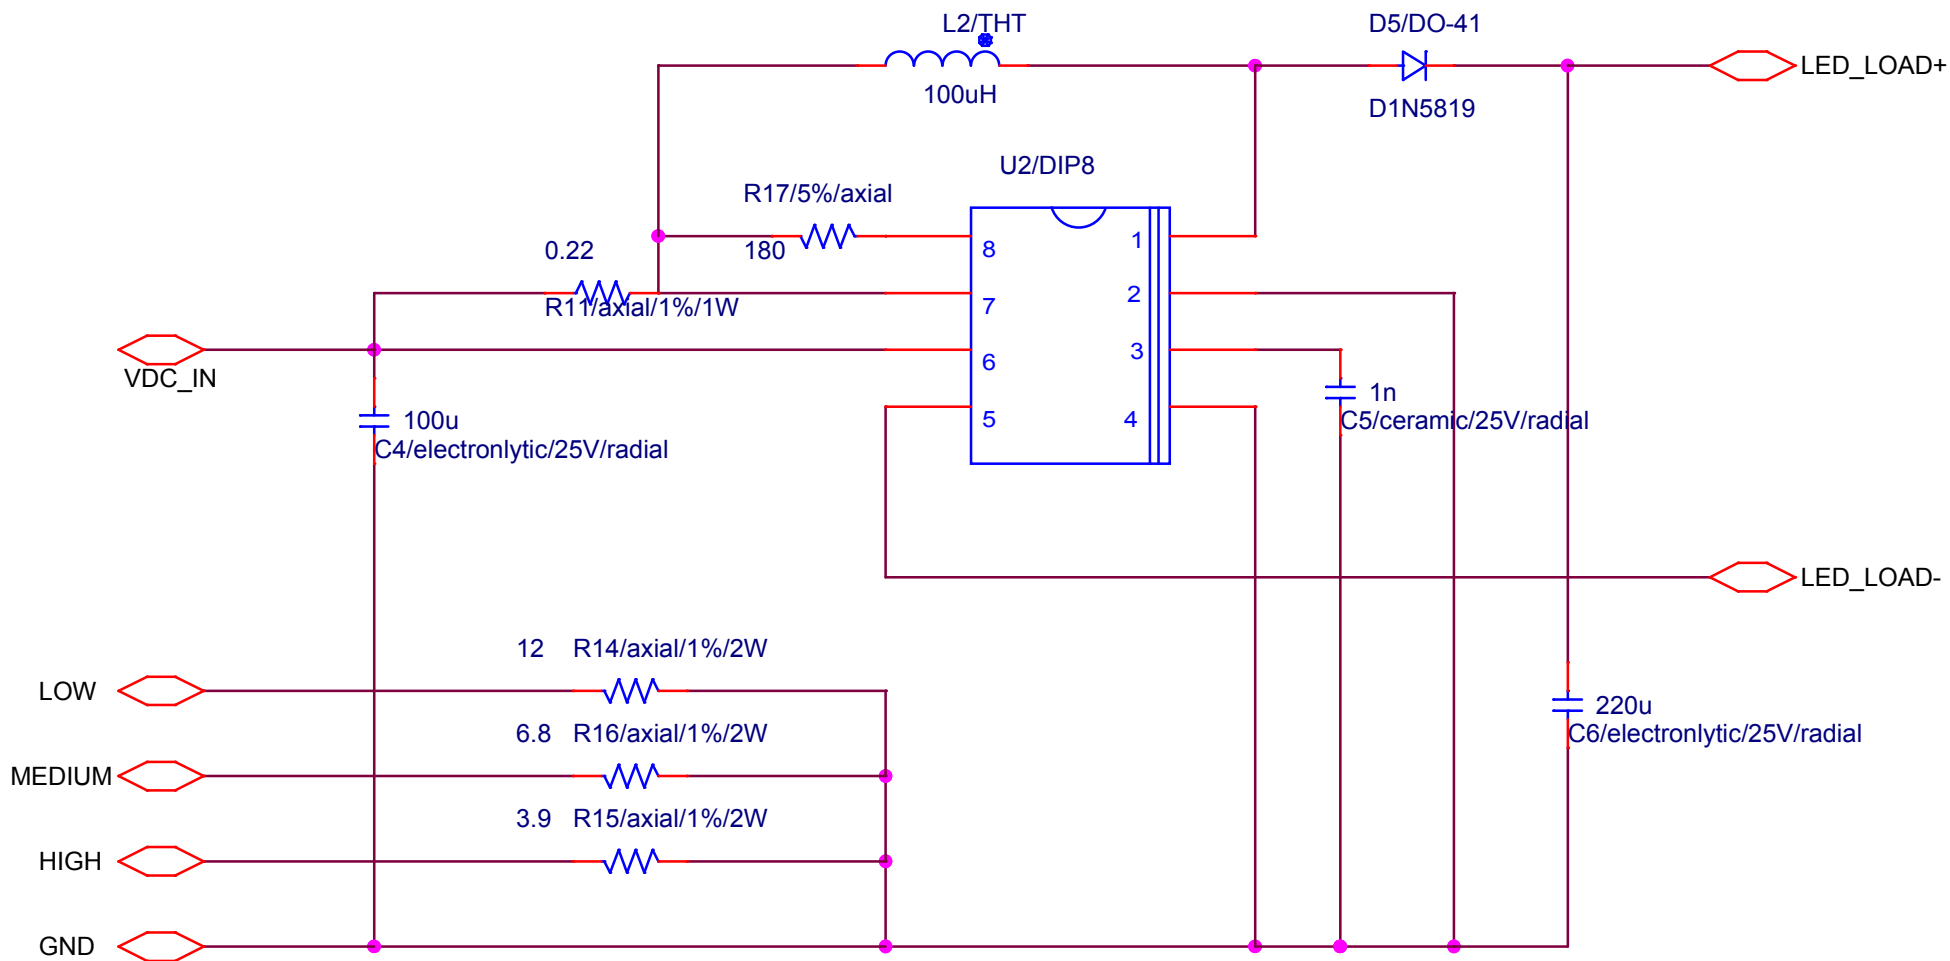 L2/THT
D5/DO-41
LED_LOAD+
100uH
D1N5819
U2/DIP8
R17/5%/axial
0.22
180
8
1
R11/axial/1%/1W
7
2
VDC_IN
6
3
100u
1n
C4/electronlytic/25V/radial
5
4
C5/ceramic/25V/radial
LED_LOAD-
12 R14/axial/1%/2W
LOW
6.8 R16/axial/1%/2W
220u
C6/electronlytic/25V/radial
MEDIUM
3.9 R15/axial/1%/2W
HIGH
GND